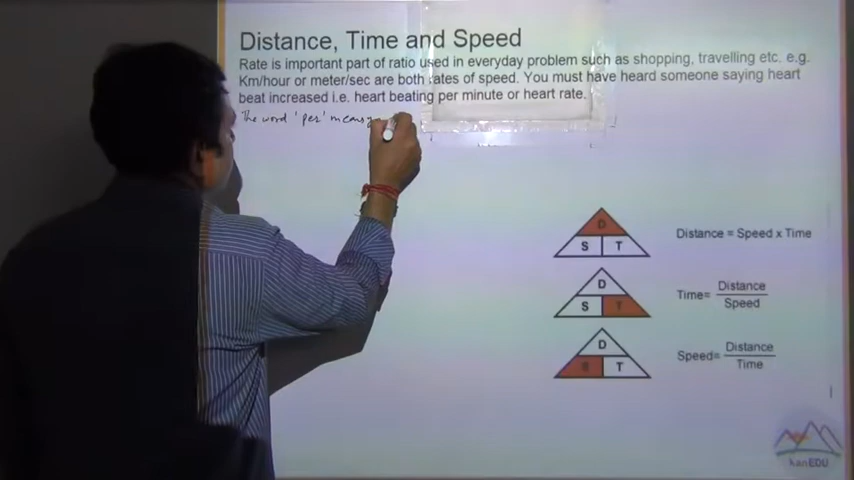 Distance, Time and Speed
Rate is important part of ratio used in everyday problem such as shopping, travelling etc. e.g.
Km/hour or meter/sec are both rates of speed. You must have heard someone saying heart
beat increased i.e. heart beating per minute or heart rate.
The word 'per' means
D
S T
Distance = Speed x Time
D
S T
Time= Distance
Speed
D
S T
Speed= Distance
Time
kanEDU